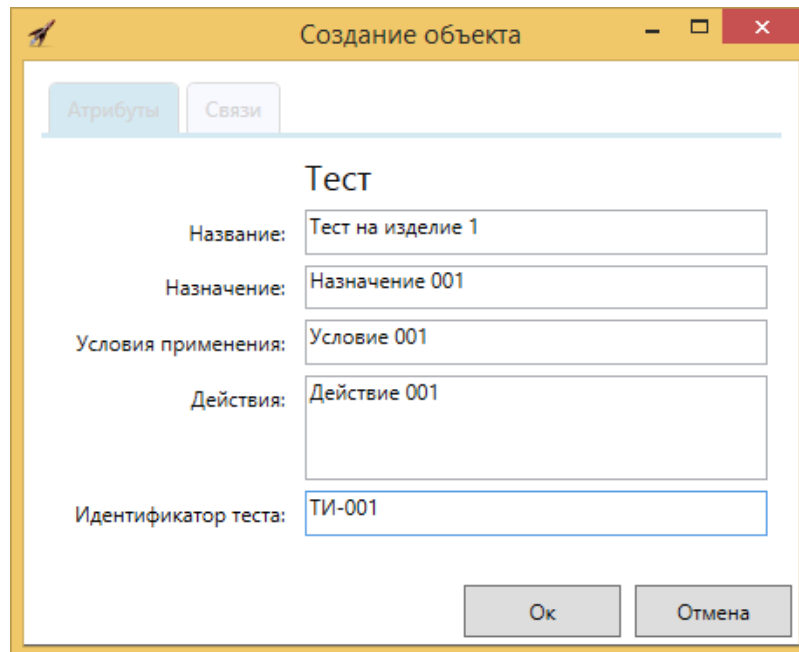 Создание объекта
Атрибуты Связи
Тест
Название: Тест на изделие 1
Назначение: Назначение 001
Условия применения: Условие 001
Действия: Действие 001
Идентификатор теста: ТИ-001
Ок Отмена